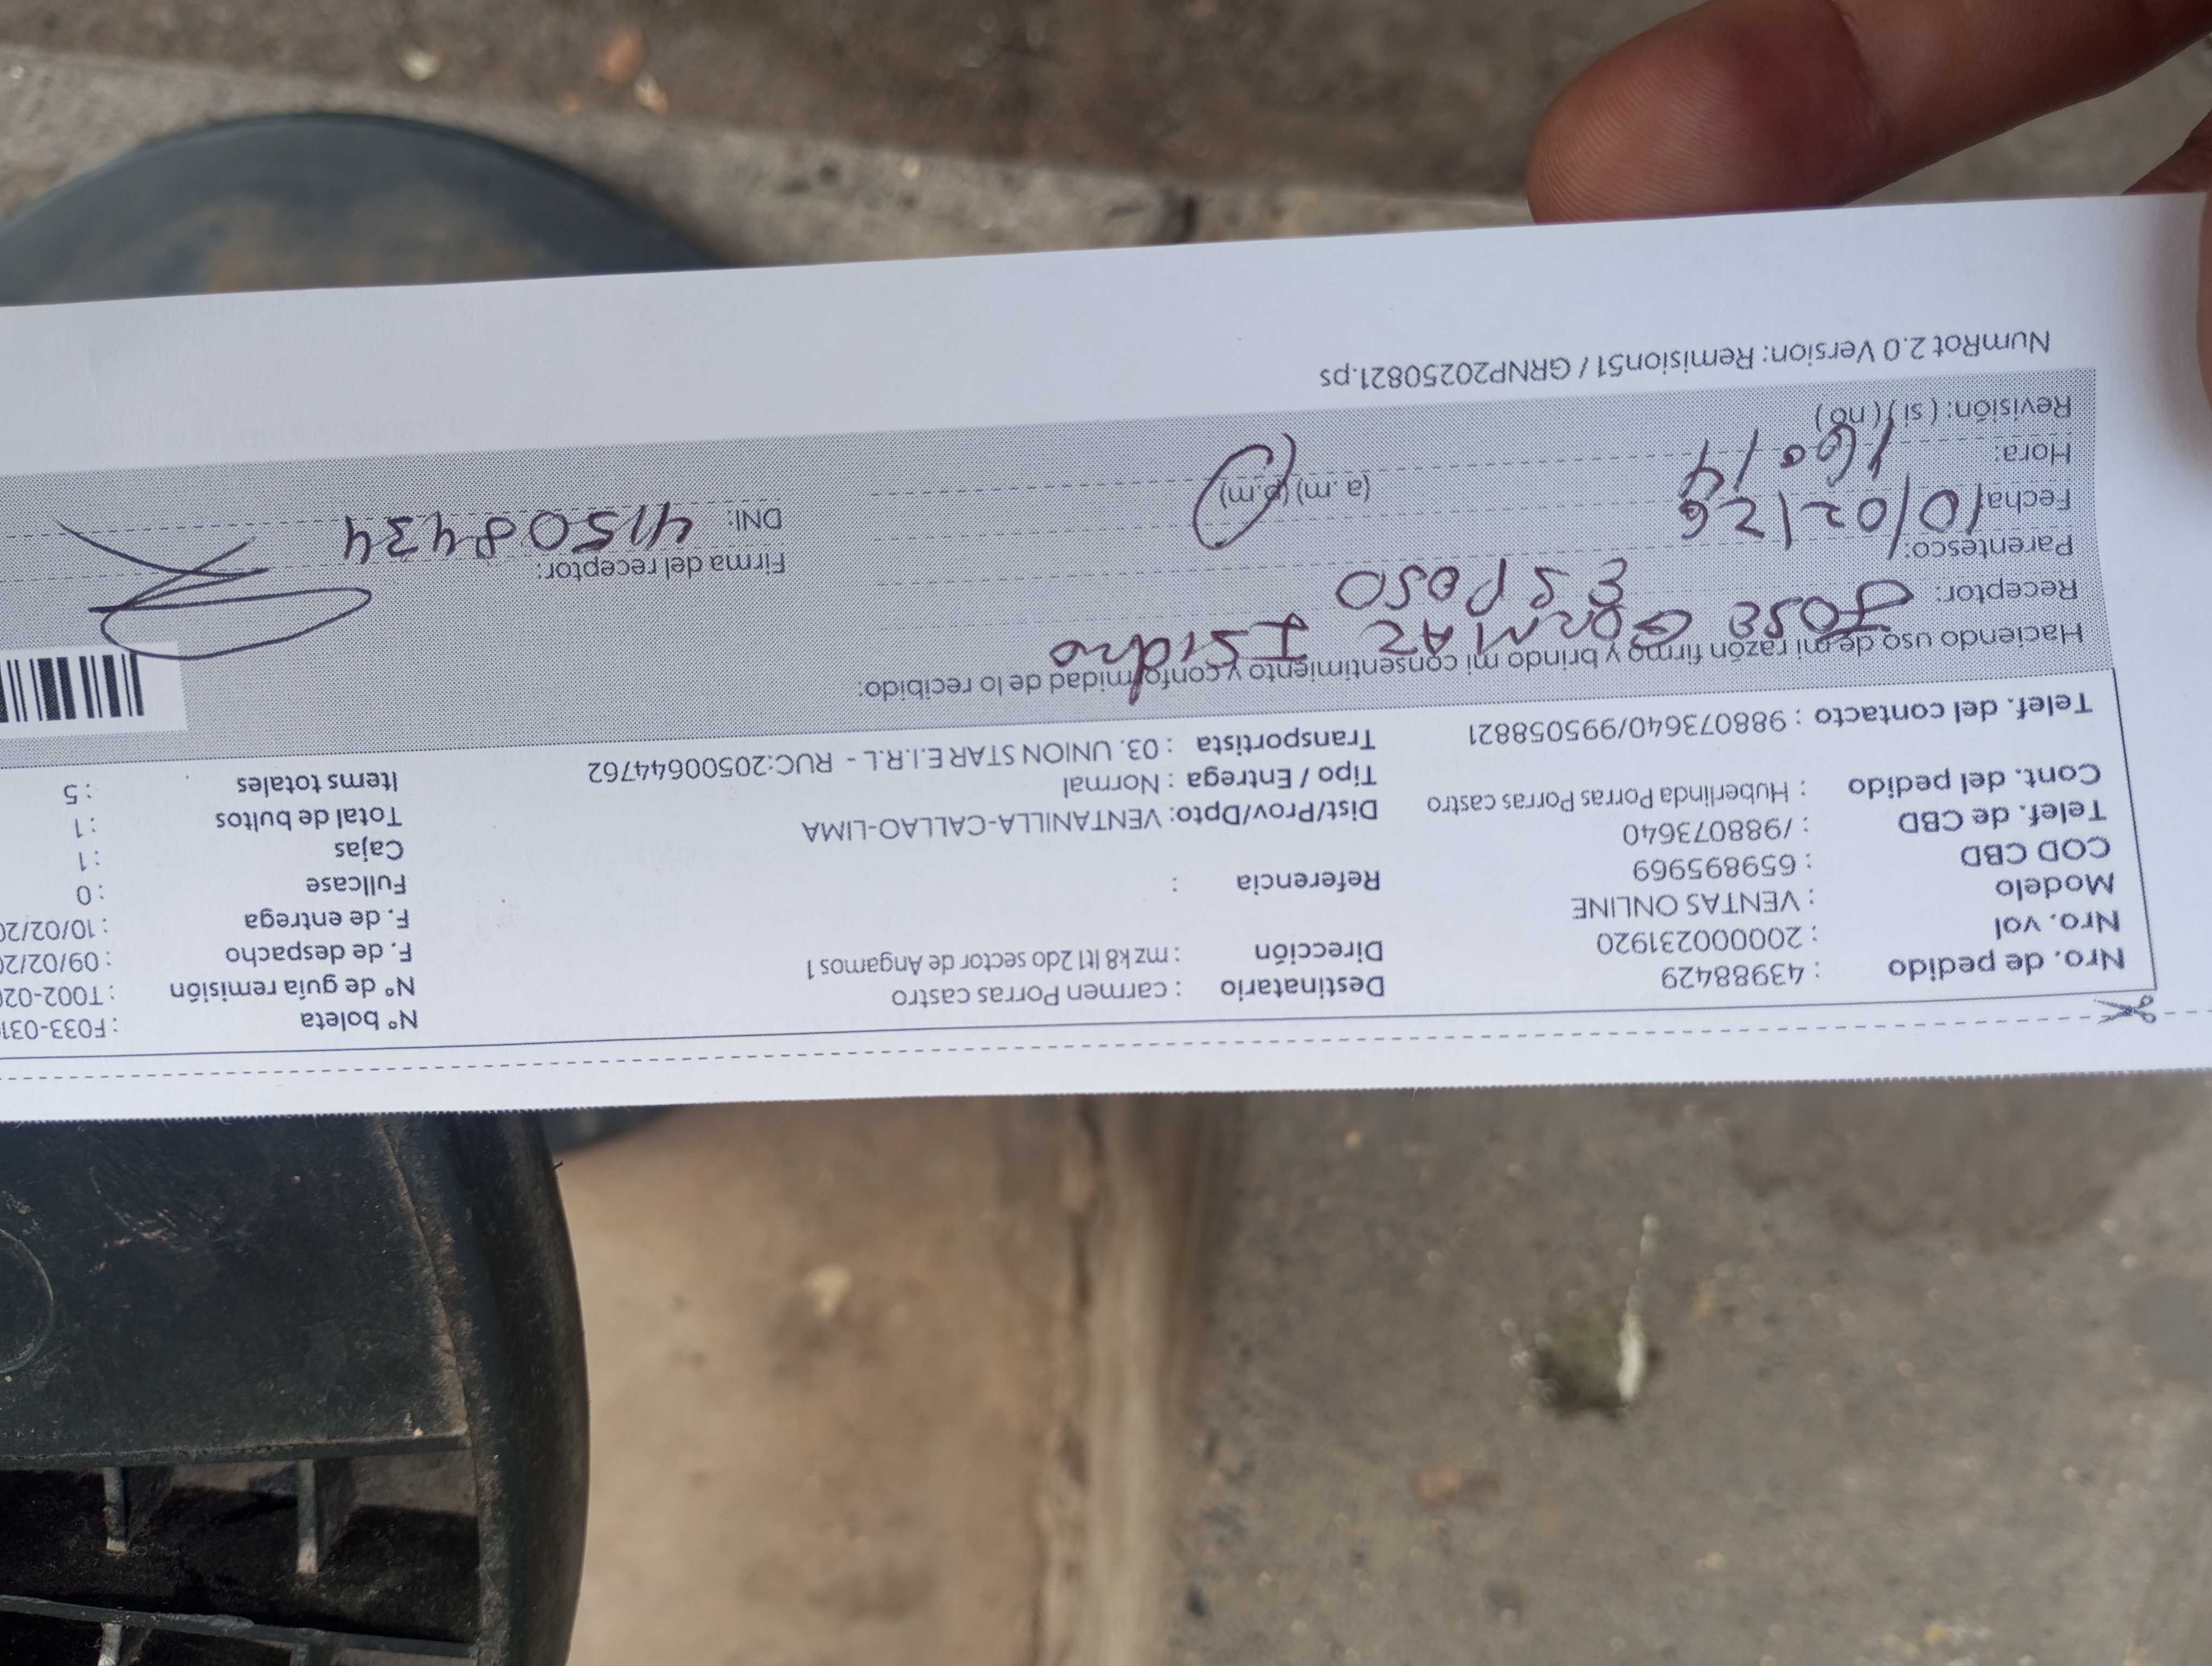 Nro. de pedido : 43988429
Nro. vol : 200000231920
Modelo : VENTAS ONLINE
COD CBD : 659895969
Telef. de CBD : /988073640
Cont. del pedido : Huberlinda Porras Porras castro
Telef. del contacto : 988073640/995058821
Destinatario : carmen Porras castro
Dirección : mz k8 lt1 2do sector de Angamos 1
Referencia :
Dist/Prov/Dpto: VENTANILLA-CALLAO-LIMA
Tipo / Entrega : Normal
Transportista : 03. UNION STAR E.I.R.L - RUC:20500644762
N° boleta : F033-031
N° de guía remisión : T002-02
F. de despacho : 09/02/20
F. de entrega : 10/02/20
Fullcase : 0
Cajas : 1
Total de bultos : 1
Items totales : 5
Haciendo uso de mi razón firmo y brindo mi consentimiento y conformidad de lo recibido:
Receptor: JOSE GORMAZ ISidro
Parentesco: ESPOSO
Fecha: 10/02/26
Hora: (a.m) (p.m)
Revisión: ( si ) ( no )
Firma del receptor:
DNI: 41508434
NumRot 2.0 Version: Remision51 / GRNP20250821.ps